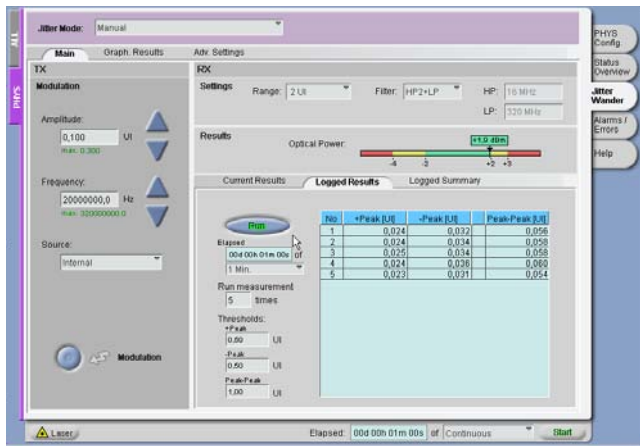 Jitter Mode: Manual
Main Graph. Results Adv. Settings
TX
Modulation
Amplitude:
0,100 UI
max. 0.300
Frequency:
20000000,0 Hz
max. 320000000.0
Source:
Internal
Modulation
RX
Settings Range: 2 UI Filter: HP2+LP HP: 16 MHz
LP: 320 MHz
Results Optical Power: +1,0 dBm
-4 -3 +2 +3
Current Results Logged Results Logged Summary
Run
Elapsed
00d 00h 01m 00s of
1 Min.
Run measurement
5 times
Thresholds:
+Peak
0,50 UI
-Peak
0,50 UI
Peak-Peak
1,00 UI
No +Peak [UI] -Peak [UI] Peak-Peak [UI]
1 0,024 0,032 0,056
2 0,024 0,034 0,058
3 0,025 0,034 0,058
4 0,024 0,036 0,060
5 0,023 0,031 0,054
PHYS
PHYS
Config
Status
Overview
Jitter
Wander
Alarms /
Errors
Help
Laser Elapsed: 00d 00h 01m 00s of Continuous Start